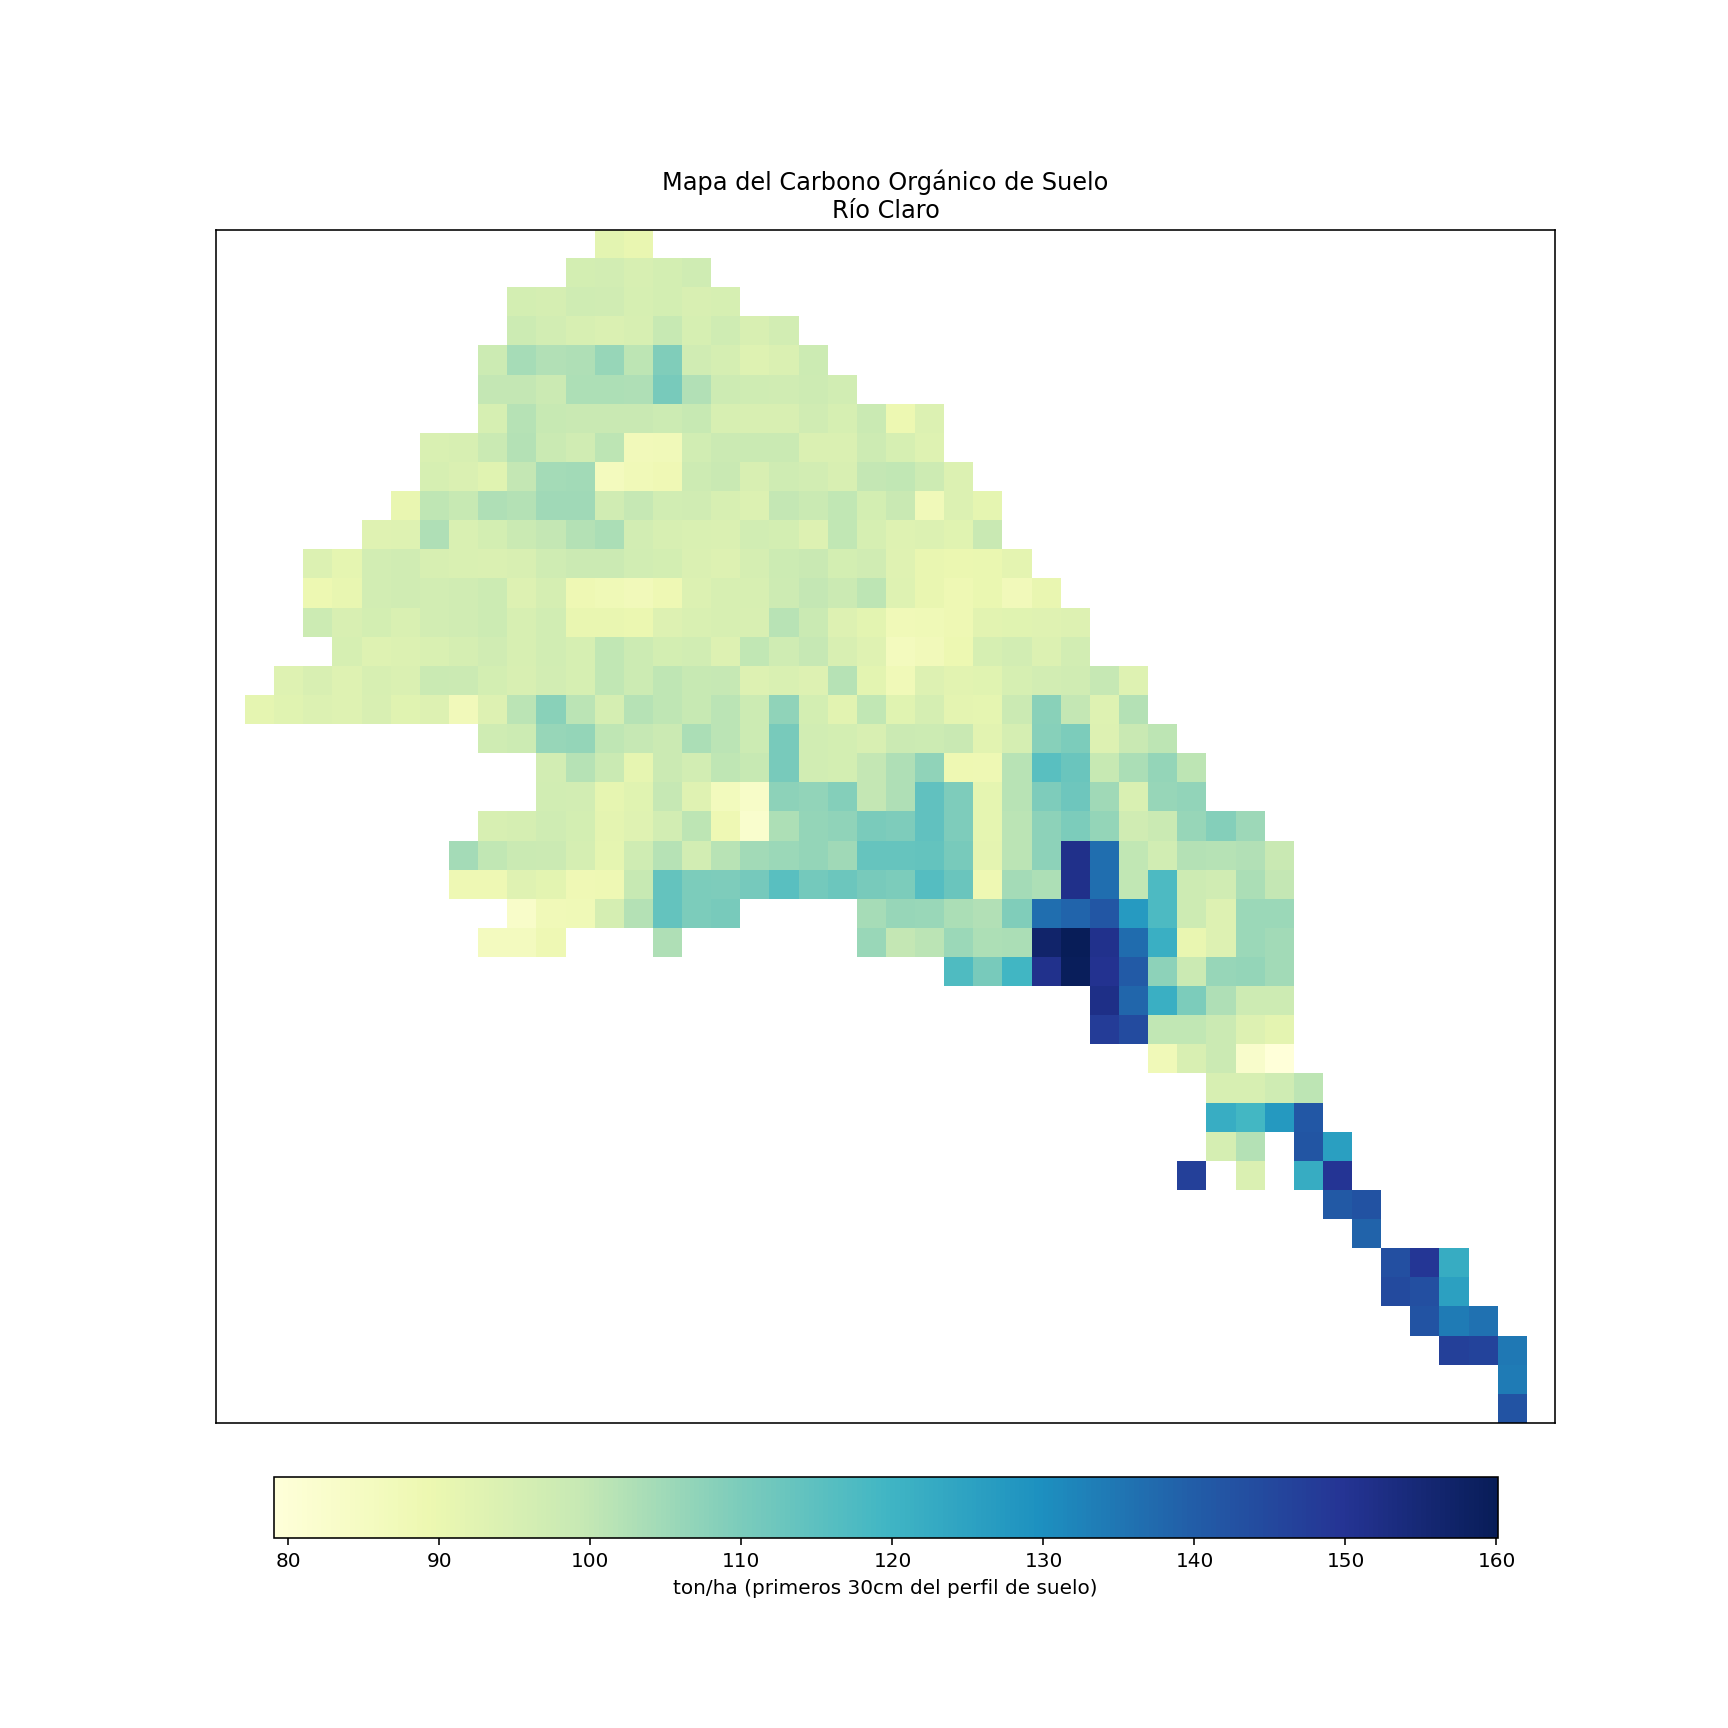 Mapa del Carbono Orgánico de Suelo
Río Claro
80 90 100 110 120 130 140 150 160
ton/ha (primeros 30cm del perfil de suelo)